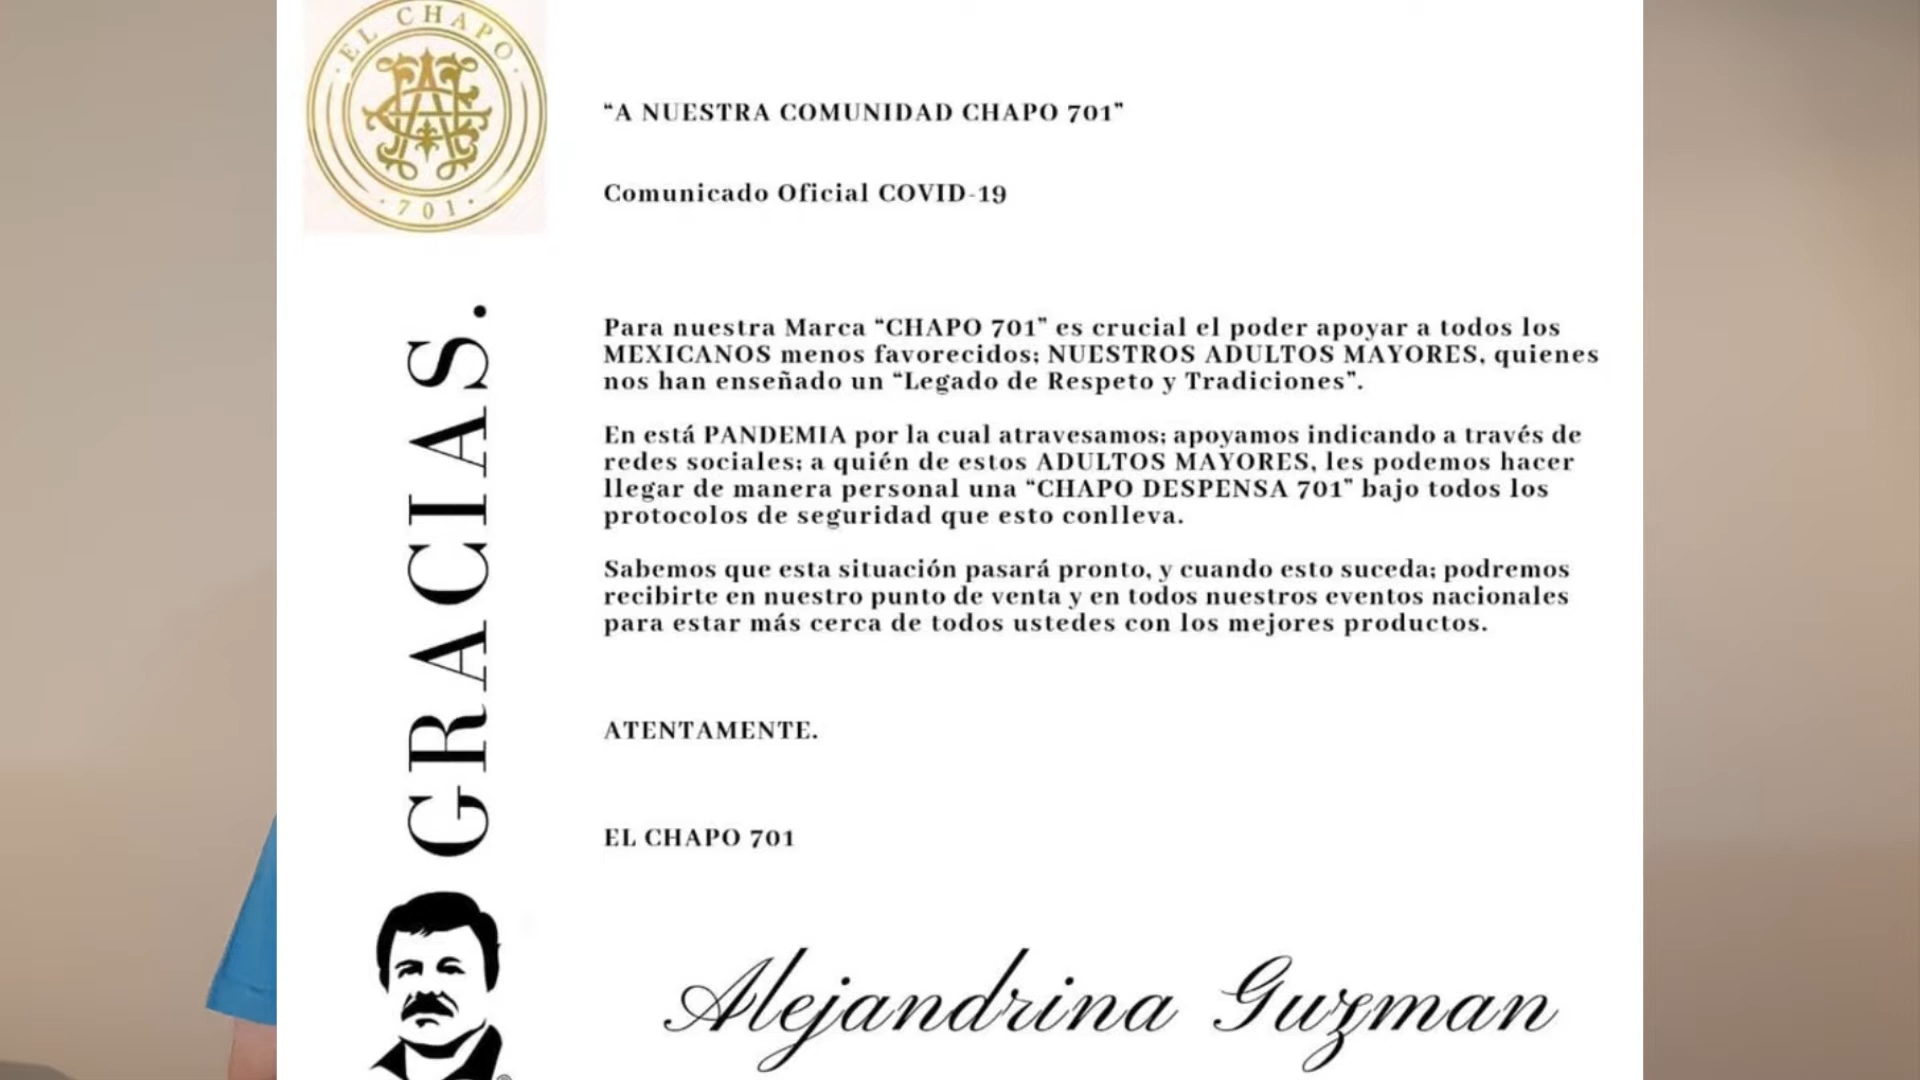 EL CHAPO
701
"A NUESTRA COMUNIDAD CHAPO 701"
Comunicado Oficial COVID-19
GRACIAS.
Para nuestra Marca "CHAPO 701" es crucial el poder apoyar a todos los
MEXICANOS menos favorecidos; NUESTROS ADULTOS MAYORES, quienes
nos han enseñado un "Legado de Respeto y Tradiciones".
En está PANDEMIA por la cual atravesamos; apoyamos indicando a través de
redes sociales; a quién de estos ADULTOS MAYORES, les podemos hacer
llegar de manera personal una "CHAPO DESPENSA 701" bajo todos los
protocolos de seguridad que esto conlleva.
Sabemos que esta situación pasará pronto, y cuando esto suceda; podremos
recibirte en nuestro punto de venta y en todos nuestros eventos nacionales
para estar más cerca de todos ustedes con los mejores productos.
ATENTAMENTE.
EL CHAPO 701
Alejandrina Guzman